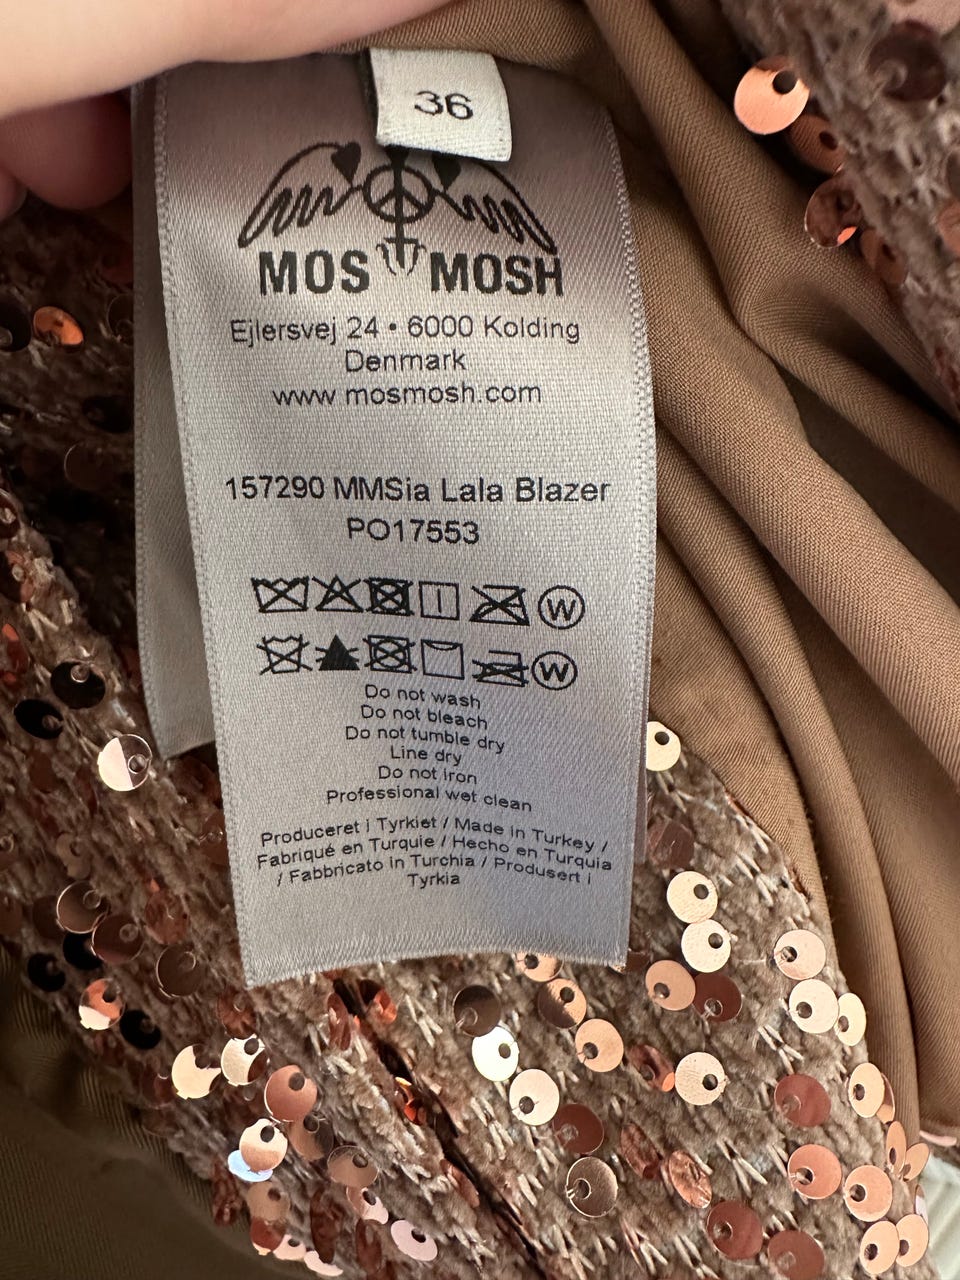 36
MOS MOSH
Ejlersvej 24 • 6000 Kolding
Denmark
www mosmosh.com
157290 MMSia Lala Blazer
PO17553
W
W
Do not wash
Do not bleach
Do not tumble dry
Line dry
Do not iron
Professional wet clean
Produceret i Tyrkiet / Made in Turkey /
Fabriqué en Turquie / Hecho en Turquia
/ Fabbricato in Turchia / Produsert i
Tyrkia